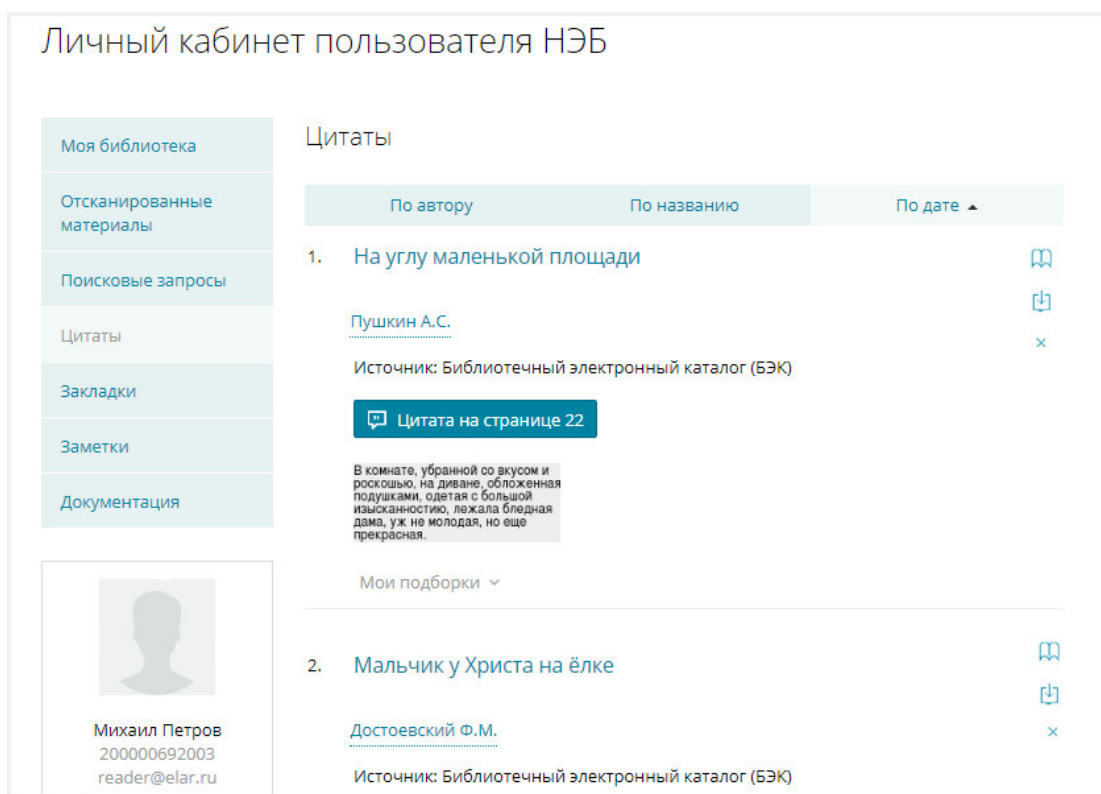 Личный кабинет пользователя НЭБ
Моя библиотека
Отсканированные
материалы
Поисковые запросы
Цитаты
Закладки
Заметки
Документация
Михаил Петров
200000692003
reader@elar.ru
Цитаты
По автору По названию По дате
1. На углу маленькой площади
Пушкин А.С.
Источник: Библиотечный электронный каталог (БЭК)
Цитата на странице 22
В комнате, убранной со вкусом и
роскошью, на диване, обложенная
подушками, одетая с большой
изысканностию, лежала бледная
дама, уж не молодая, но еще
прекрасная.
Мои подборки
2. Мальчик у Христа на ёлке
Достоевский Ф.М.
Источник: Библиотечный электронный каталог (БЭК)